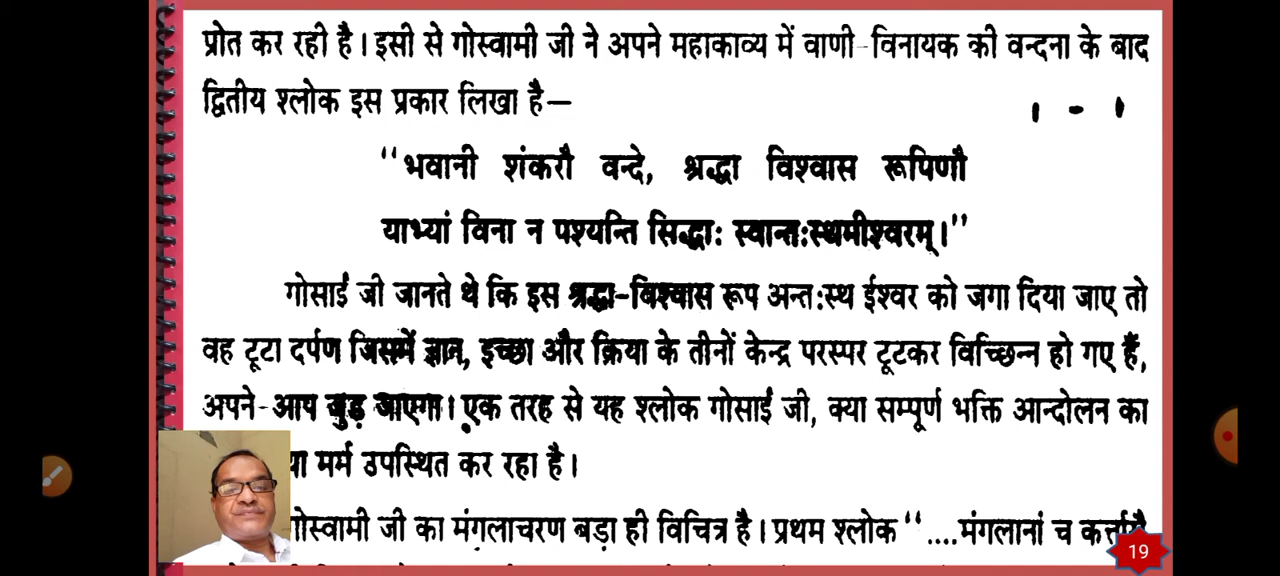 प्रोत कर रही है। इसी से गोस्वामी जी ने अपने महाकाव्य में वाणी-विनायक की वन्दना के बाद
द्वितीय श्लोक इस प्रकार लिखा है—
"भवानी शंकरौ वन्दे, श्रद्धा विश्वास रूपिणौ
याभ्यां विना न पश्यन्ति सिद्धाः स्वान्तःस्थमीश्वरम्।"
गोसाईं जी जानते थे कि इस श्रद्धा-विश्वास रूप अन्तःस्थ ईश्वर को जगा दिया जाए तो
वह टूटा दर्पण जिसमें ज्ञान, इच्छा और क्रिया के तीनों केन्द्र परस्पर टूटकर विच्छिन्न हो गए हैं,
अपने-आप जुड़ जाएगा। एक तरह से यह श्लोक गोसाईं जी, क्या सम्पूर्ण भक्ति आन्दोलन का
मर्म उपस्थित कर रहा है।
गोस्वामी जी का मंगलाचरण बड़ा ही विचित्र है। प्रथम श्लोक "....मंगलानां च
19